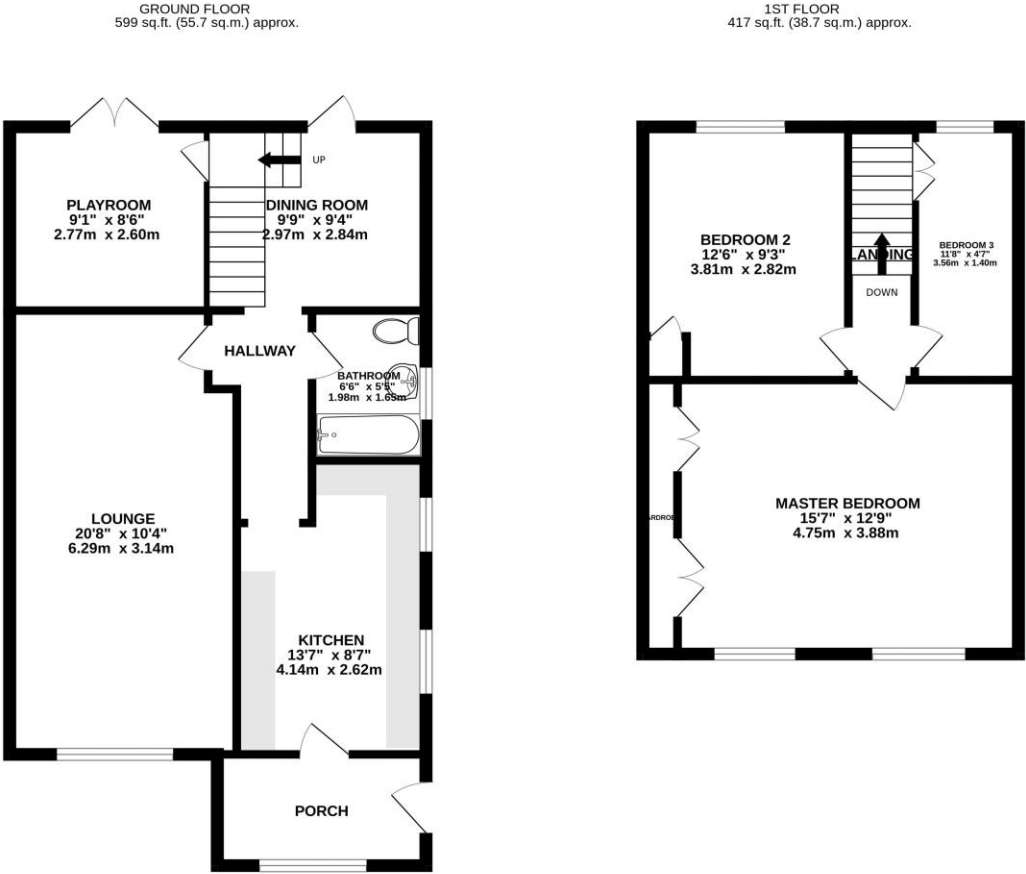 GROUND FLOOR
599 sq.ft. (55.7 sq.m.) approx.
1ST FLOOR
417 sq.ft. (38.7 sq.m.) approx.
PLAYROOM
9'1" x 8'6"
2.77m x 2.60m
UP
DINING ROOM
9'9" x 9'4"
2.97m x 2.84m
HALLWAY
BATHROOM
6'6" x 5'5"
1.98m x 1.65m
LOUNGE
20'8" x 10'4"
6.29m x 3.14m
KITCHEN
13'7" x 8'7"
4.14m x 2.62m
PORCH
BEDROOM 2
12'6" x 9'3"
3.81m x 2.82m
LANDING
DOWN
BEDROOM 3
11'8" x 4'7"
3.56m x 1.40m
MASTER BEDROOM
15'7" x 12'9"
4.75m x 3.88m